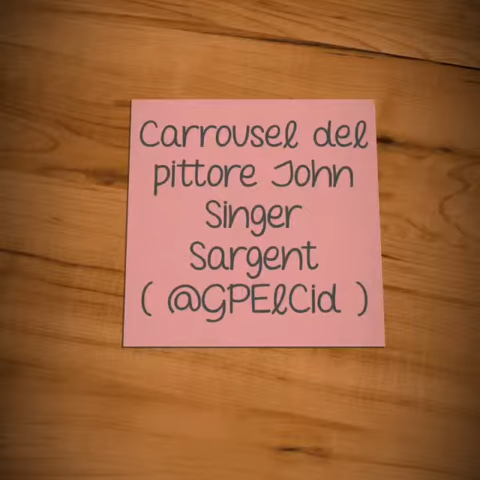 Carrousel del
pittore John
Singer
Sargent
( @GPElCid )